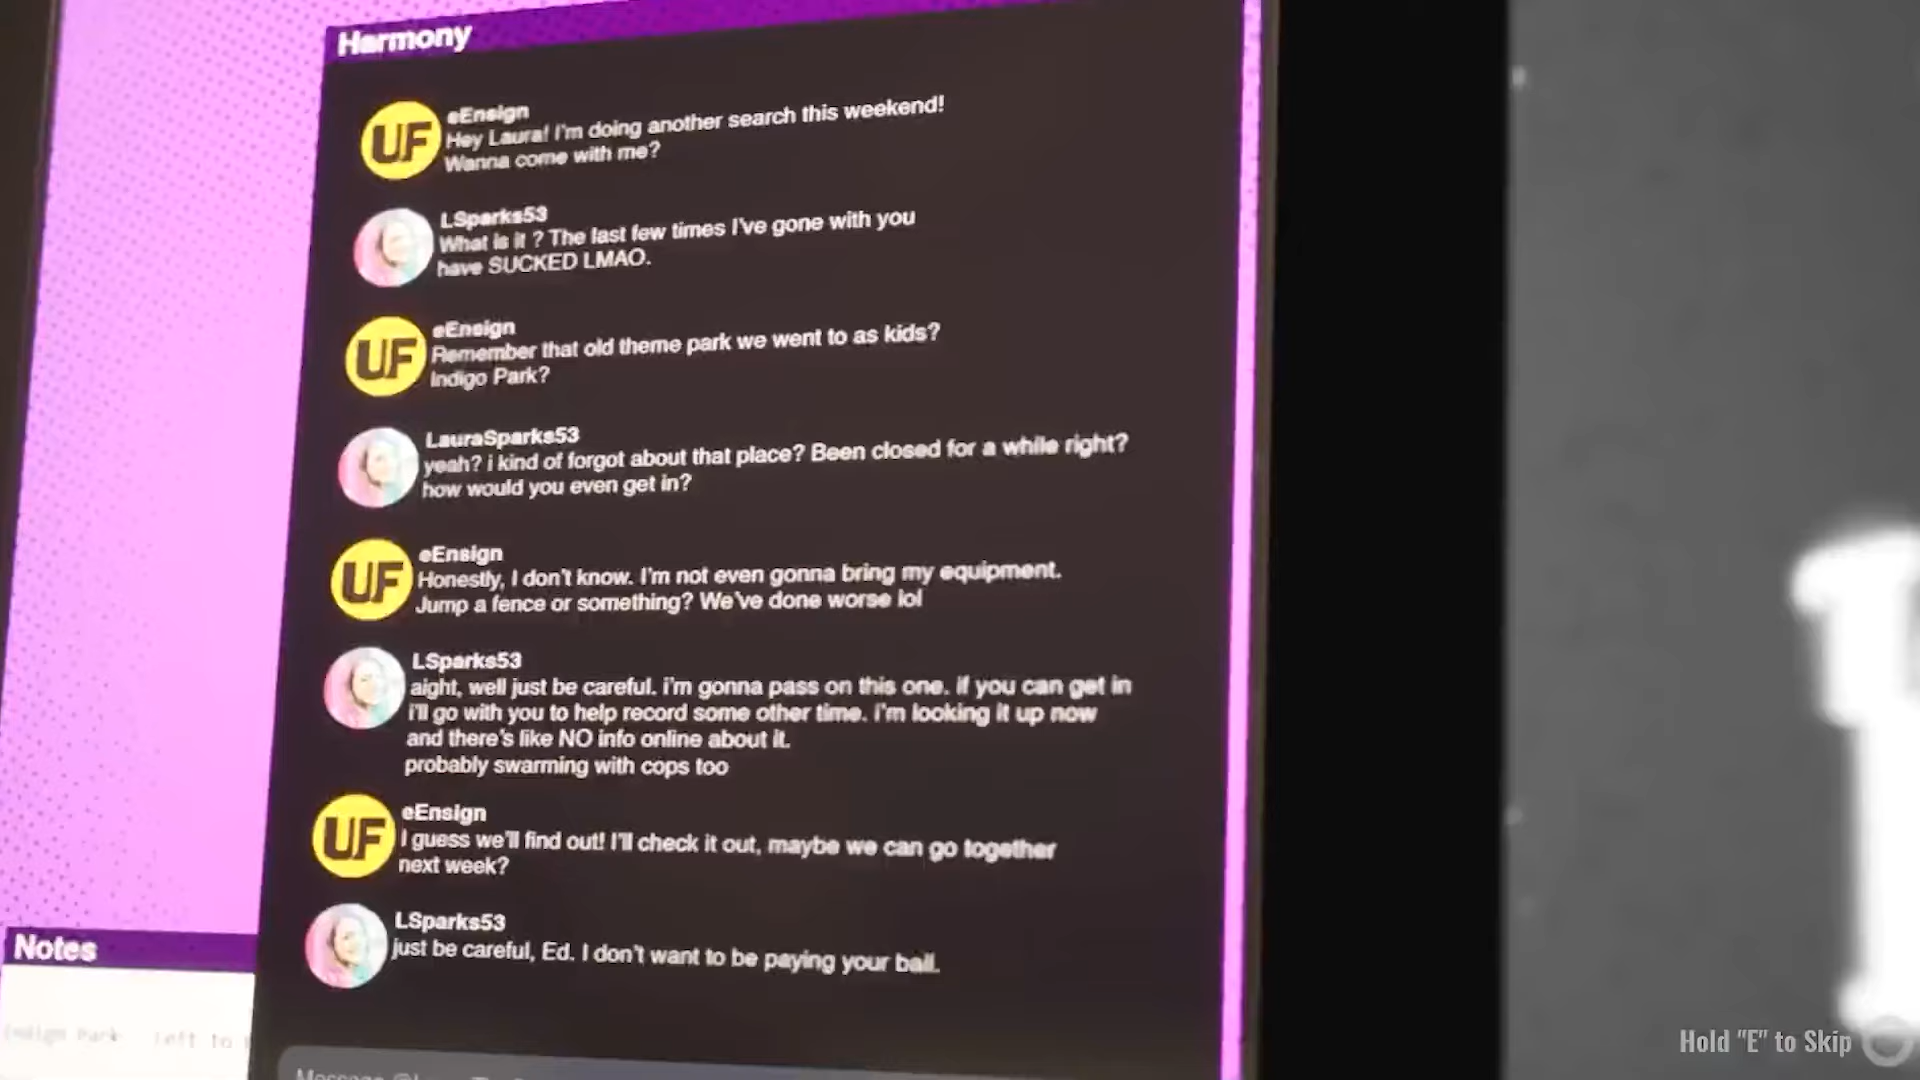 Harmony
UF
eEnsign
Hey Laura! I'm doing another search this weekend!
Wanna come with me?
LSparks53
What is it ? The last few times I've gone with you
have SUCKED LMAO.
UF
eEnsign
Remember that old theme park we went to as kids?
Indigo Park?
LauraSparks53
yeah? i kind of forgot about that place? Been closed for a while right?
how would you even get in?
UF
eEnsign
Honestly, I don't know. I'm not even gonna bring my equipment.
Jump a fence or something? We've done worse lol
LSparks53
aight, well just be careful. i'm gonna pass on this one. if you can get in
i'll go with you to help record some other time. i'm looking it up now
and there's like NO info online about it.
probably swarming with cops too
UF
eEnsign
I guess we'll find out! I'll check it out, maybe we can go together
next week?
LSparks53
just be careful, Ed. I don't want to be paying your bail.
Notes
Indigo Park left to
Message
Hold "E" to Skip